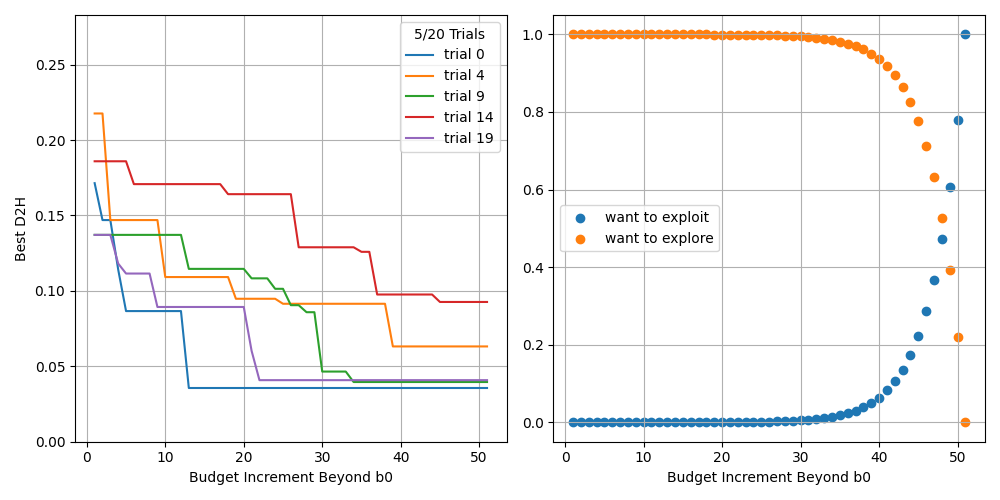 5/20 Trials
trial 0
trial 4
trial 9
trial 14
trial 19
Best D2H
0.25
0.20
0.15
0.10
0.05
0.00
0 10 20 30 40 50
Budget Increment Beyond b0
want to exploit
want to explore
1.0
0.8
0.6
0.4
0.2
0.0
0 10 20 30 40 50
Budget Increment Beyond b0